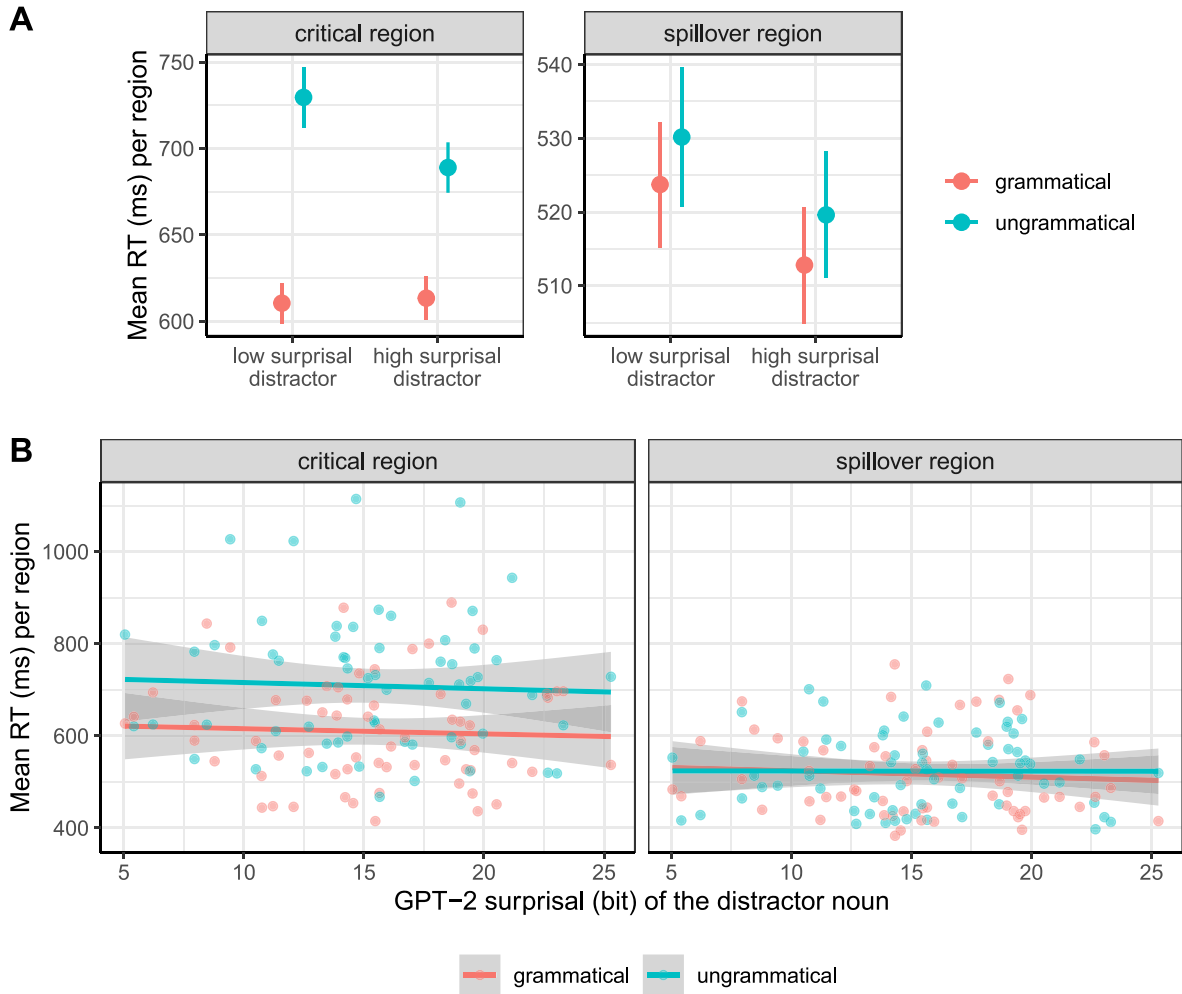 A
critical region
spillover region
Mean RT (ms) per region
750
700
650
600
540
530
520
510
low surprisal
distractor
high surprisal
distractor
low surprisal
distractor
high surprisal
distractor
grammatical
ungrammatical
B
critical region
spillover region
Mean RT (ms) per region
1000
800
600
400
5 10 15 20 25
5 10 15 20 25
GPT−2 surprisal (bit) of the distractor noun
grammatical ungrammatical